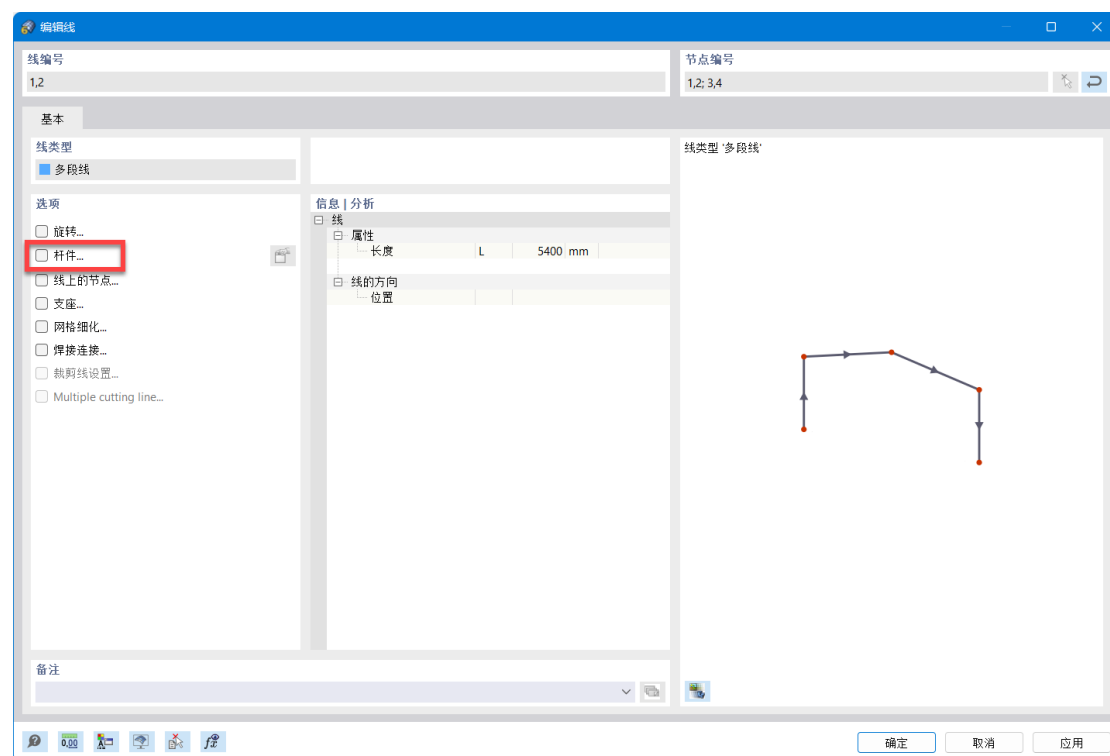 编辑线
线编号
1,2
节点编号
1,2; 3,4
基本
线类型
多段线
线类型 '多段线'
选项
旋转...
杆件...
线上的节点...
支座...
网格细化...
焊接连接...
裁剪线设置...
Multiple cutting line...
信息 | 分析
线
属性
长度 L 5400 mm
线的方向
位置
备注
0,00
确定
取消
应用